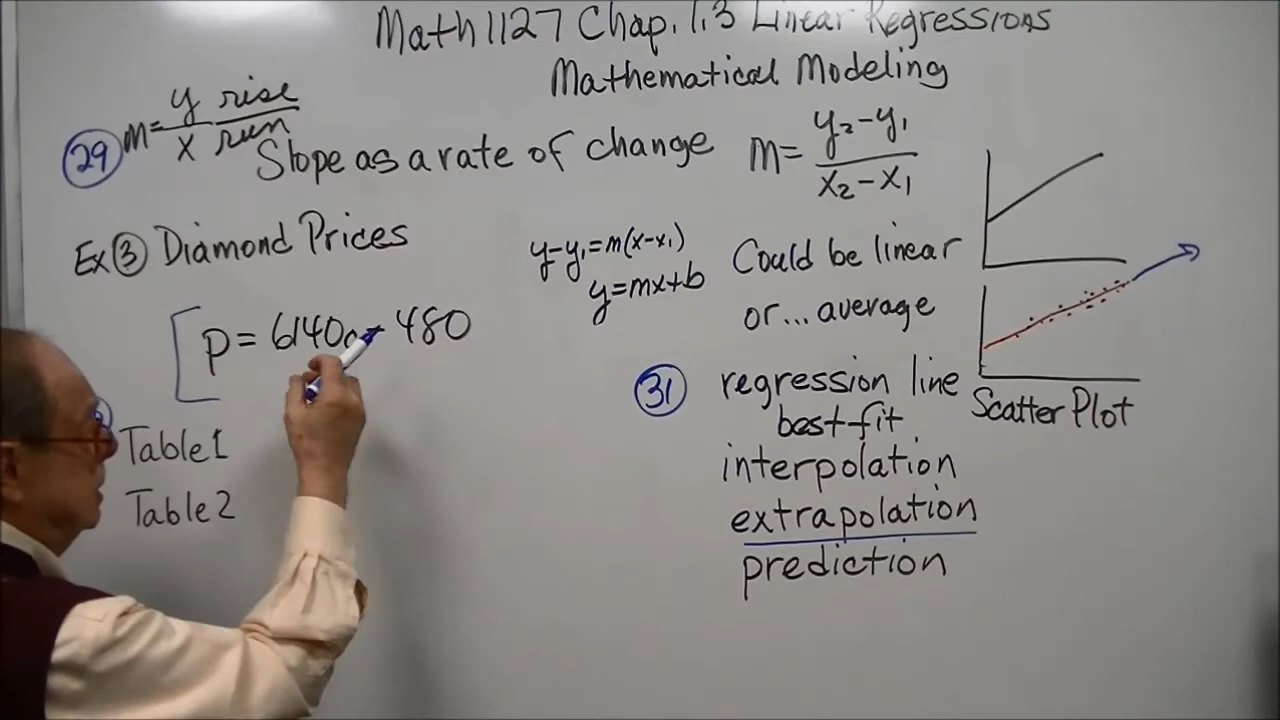 Math 1127 Chap. 1.3 Linear Regressions
Mathematical Modeling
m= y/x rise/run
29 Slope as a rate of change m= y₂-y₁/x₂-x₁
Ex 3 Diamond Prices
y-y₁=m(x-x₁)
y=mx+b
Could be linear
or... average
p = 6140c - 480
31 regression line
best-fit
Scatter Plot
Table 1
Table 2
interpolation
extrapolation
prediction